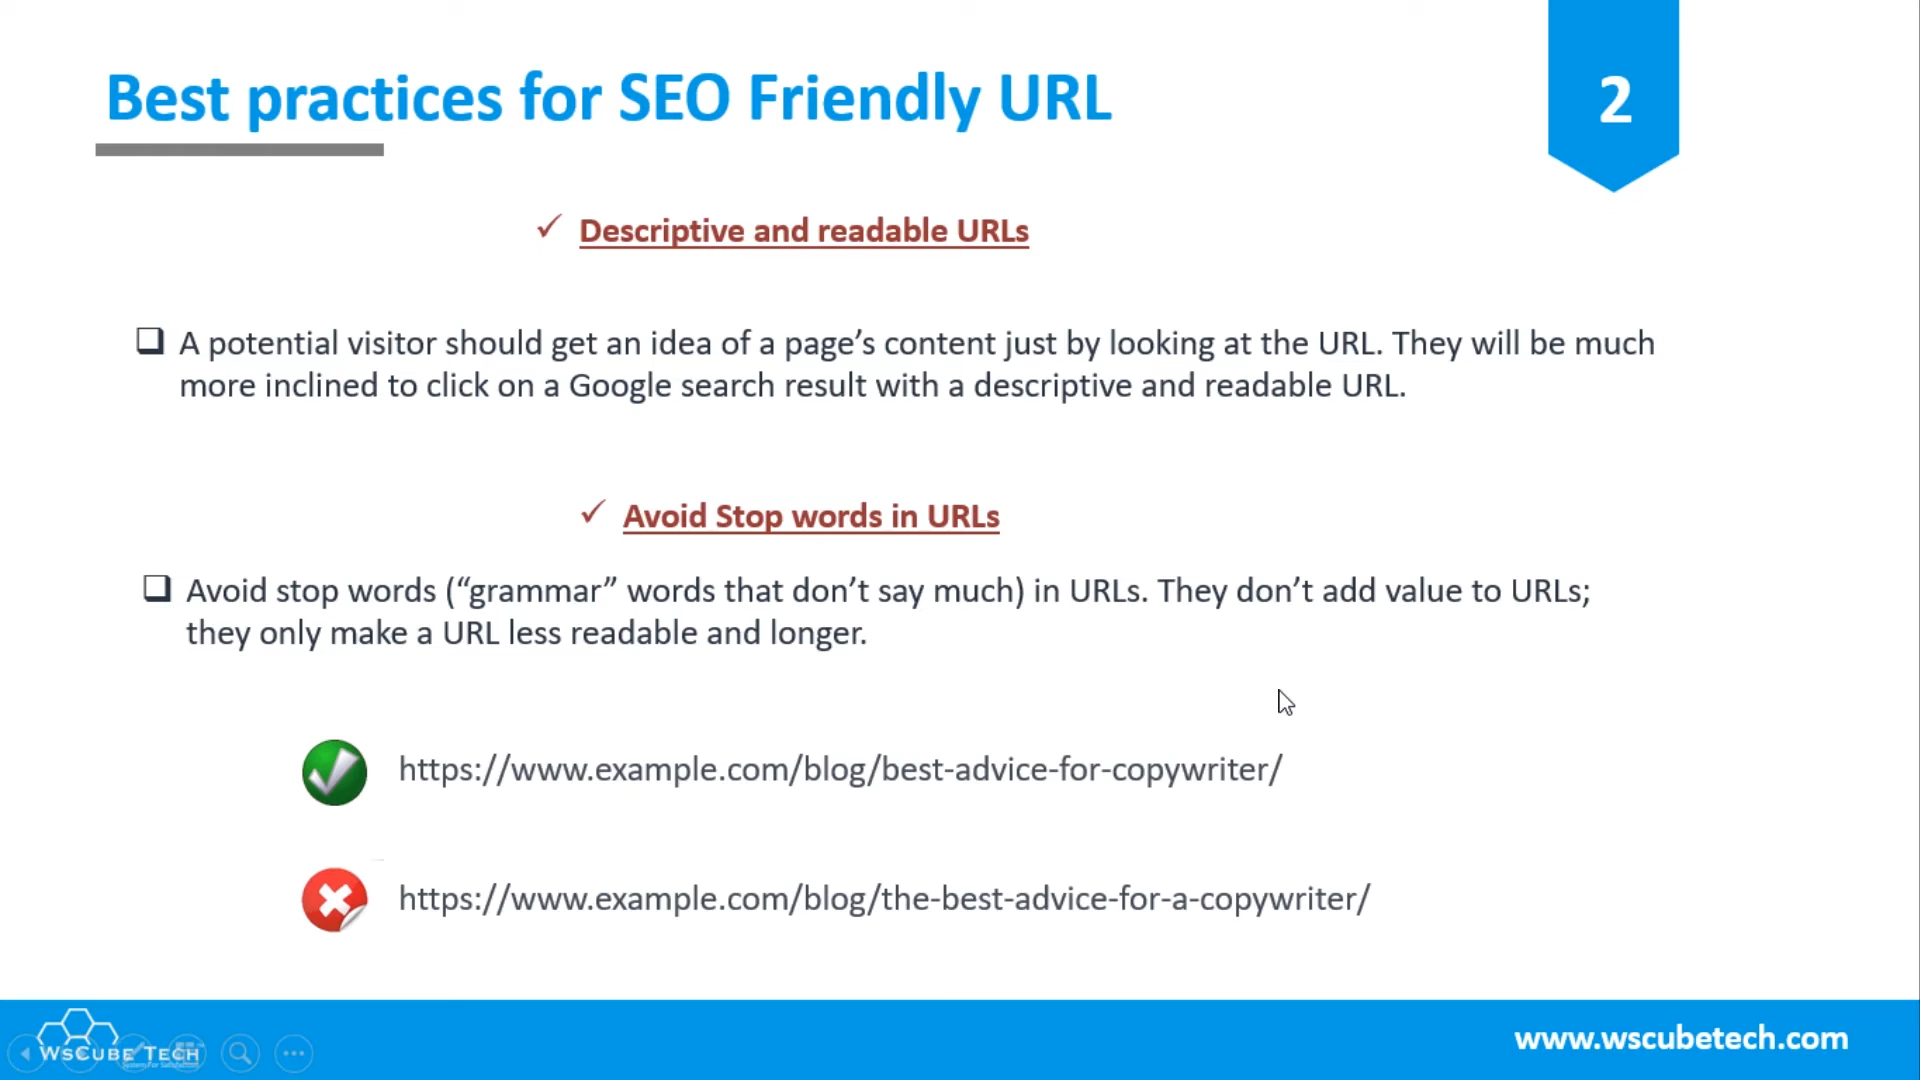 Best practices for SEO Friendly URL
2
Descriptive and readable URLs
A potential visitor should get an idea of a page’s content just by looking at the URL. They will be much
more inclined to click on a Google search result with a descriptive and readable URL.
Avoid Stop words in URLs
Avoid stop words (“grammar” words that don’t say much) in URLs. They don’t add value to URLs;
they only make a URL less readable and longer.
https://www.example.com/blog/best-advice-for-copywriter/
https://www.example.com/blog/the-best-advice-for-a-copywriter/
WSCUBE TECH
www.wscubetech.com